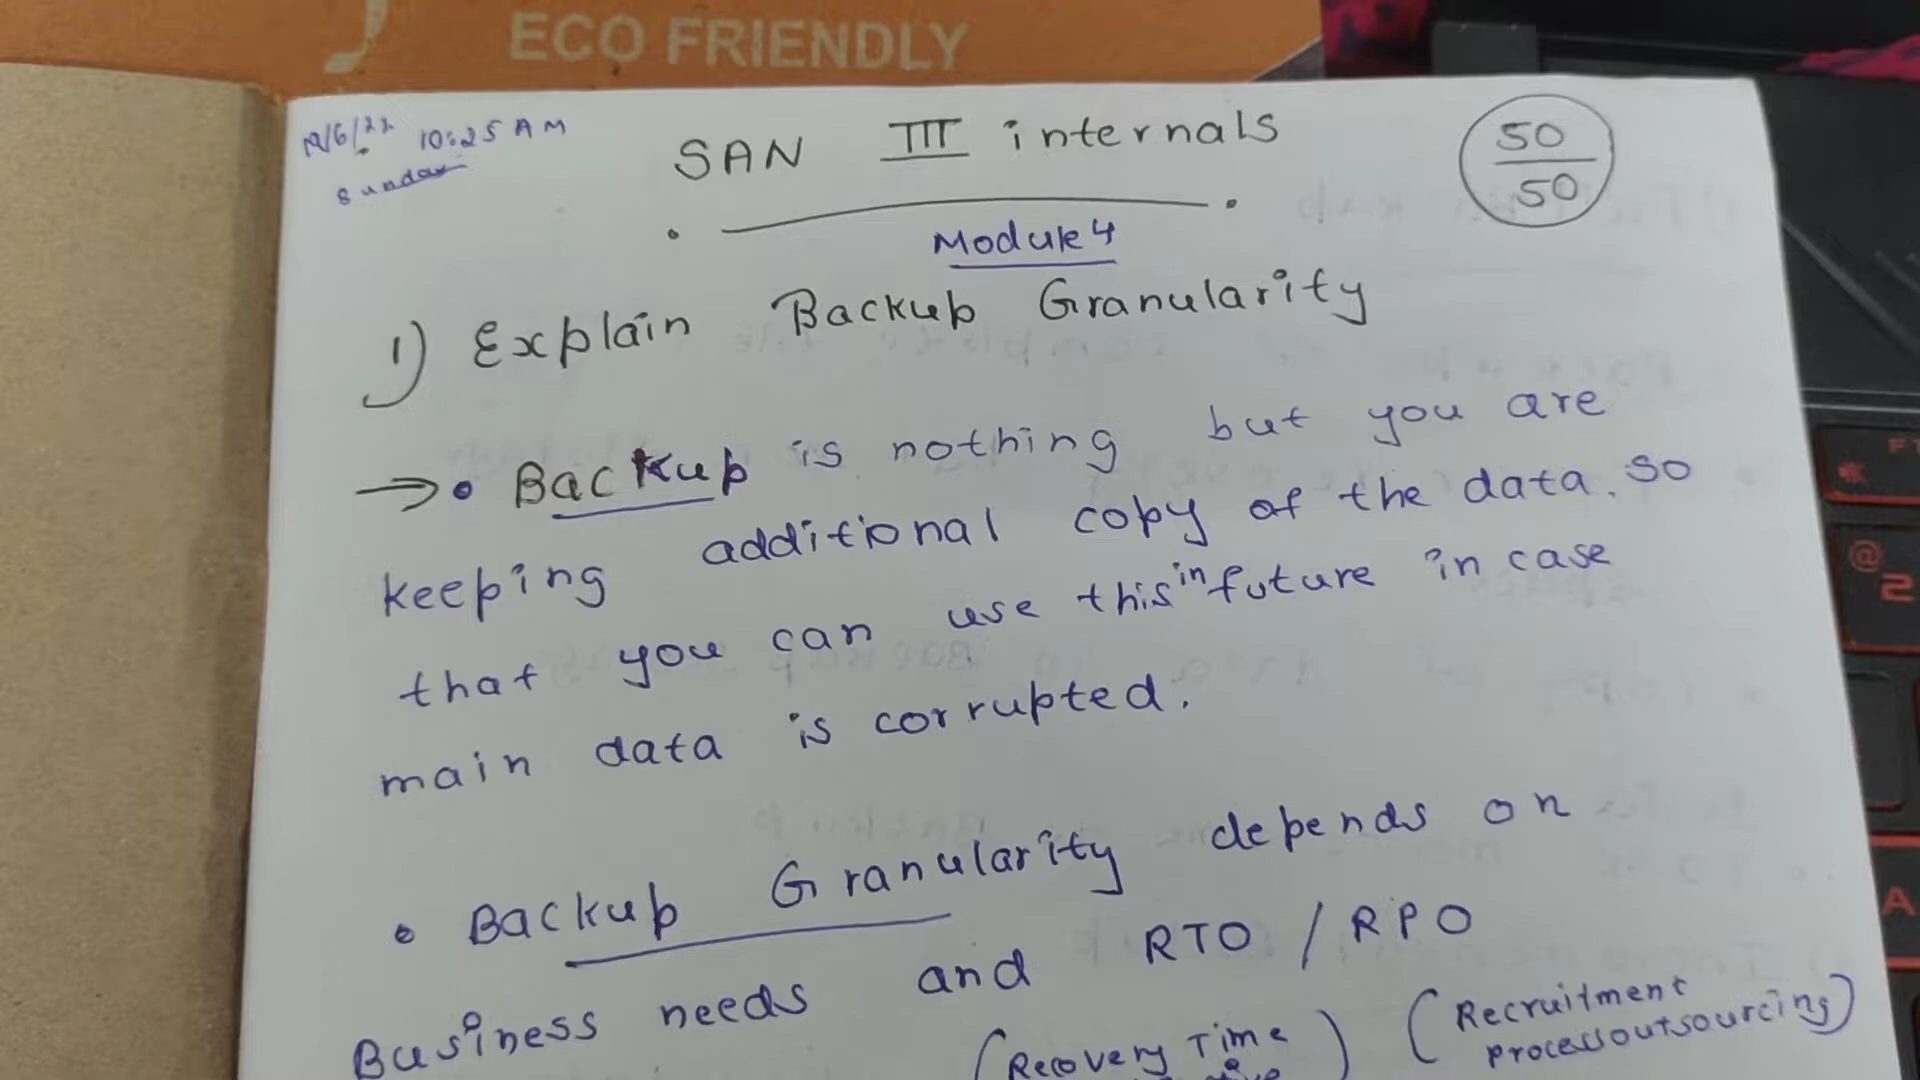 ECO FRIENDLY
12/6/22 10:25 AM
Sunday
SAN III internals
50
50
Module 4
1) Explain Backup Granularity
→ • Backup is nothing but you are
keeping additional copy of the data. so
that you can use this in future in case
main data is corrupted.
• Backup Granularity depends on
Business needs and RTO / RPO
(Recovery Time ) (Recruitment
processoutsourcing)
@
2
A